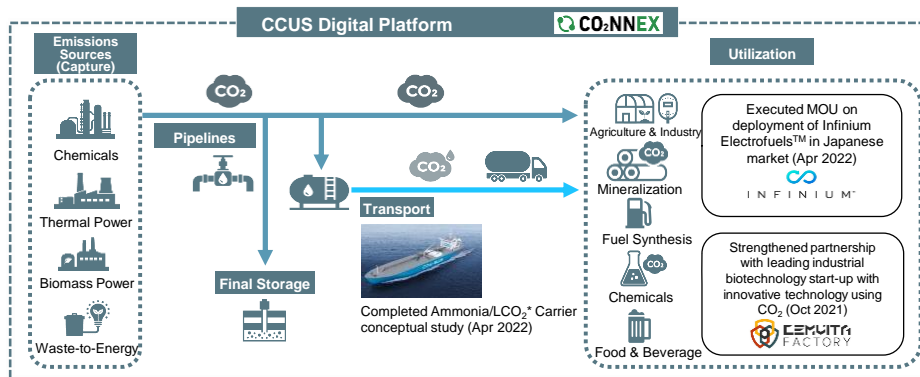 CCUS Digital Platform
CO₂NNEX
Emissions
Sources
(Capture)
Chemicals
Thermal Power
Biomass Power
Waste-to-Energy
CO₂
CO₂
Pipelines
CO₂
Transport
Final Storage
Completed Ammonia/LCO₂* Carrier
conceptual study (Apr 2022)
Utilization
Agriculture & Industry
CO₂
Mineralization
Fuel Synthesis
CO₂
Chemicals
Food & Beverage
Executed MOU on
deployment of Infinium
Electrofuels™ in Japanese
market (Apr 2022)
INFINIUM™
Strengthened partnership
with leading industrial
biotechnology start-up with
innovative technology using
CO₂ (Oct 2021)
CEMVITA
FACTORY